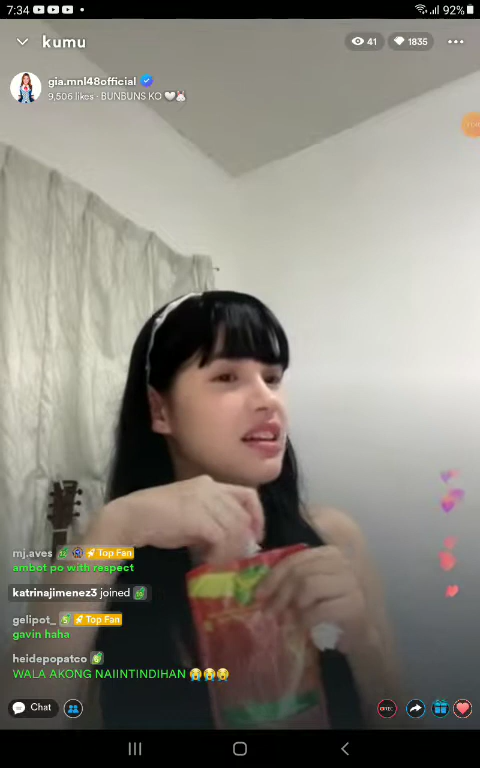 7:34
92%
kumu
41
1835
gia.mnl48official
9,506 likes · BUNBUNS KO 🤍🐰
mj.aves Top Fan
ambot po with respect
katrinajimenez3 joined
gelipot_ Top Fan
gavin haha
heidepopatco
WALA AKONG NAIINTINDIHAN 😭😭😭
Chat